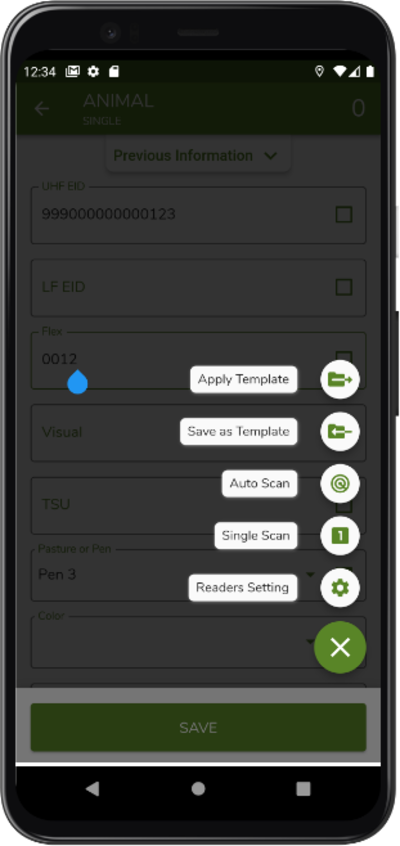 12:34
ANIMAL
SINGLE
0
Previous Information
UHF EID
999000000000123
LF EID
Flex
0012
Apply Template
Visual
Save as Template
Auto Scan
TSU
Single Scan
1
Pasture or Pen
Pen 3
Readers Setting
Color
SAVE